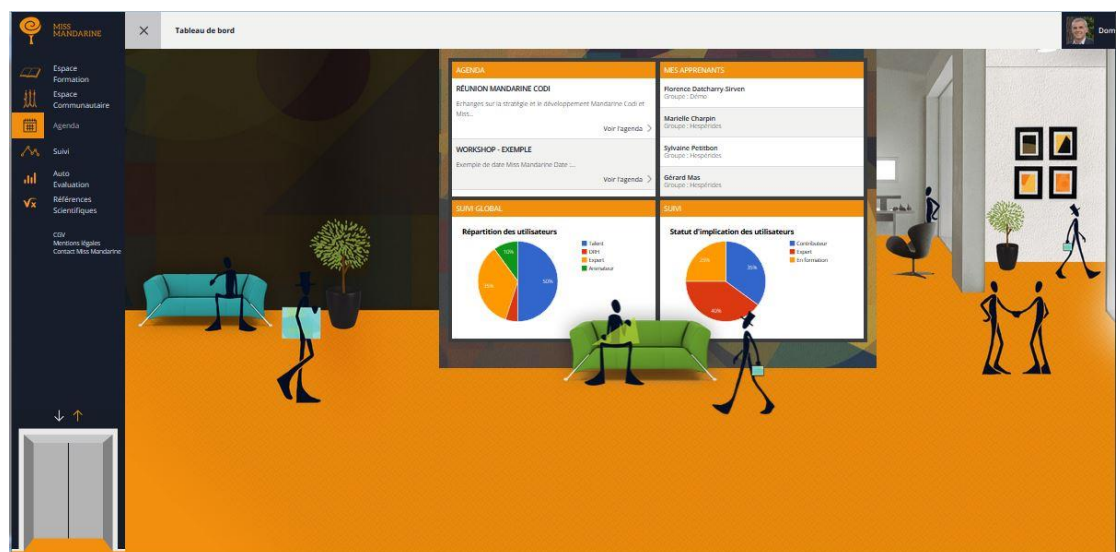 MISS
MANDARINE
Tableau de bord
Dom
Espace
Formation
Espace
Communautaire
Agenda
Suivi
Auto
Évaluation
Références
Scientifiques
CGV
Mentions légales
Contact Miss Mandarine
AGENDA
RÉUNION MANDARINE CODI
Echanges sur la stratégie et le développement Mandarine Codi et
Miss...
Voir l'agenda
WORKSHOP - EXEMPLE
Exemple de date Miss Mandarine Date :...
Voir l'agenda
MES APPRENANTS
Florence Datcharry-Sirven
Groupe : Démo
Marielle Charpin
Groupe : Hespérides
Sylvaine Petitbon
Groupe : Hespérides
Gérard Mas
Groupe : Hespérides
SUIVI GLOBAL
Répartition des utilisateurs
10%
35%
50%
Talent
DRH
Expert
Animateur
SUIVI
Statut d'implication des utilisateurs
25%
35%
40%
Contributeur
Expert
En formation